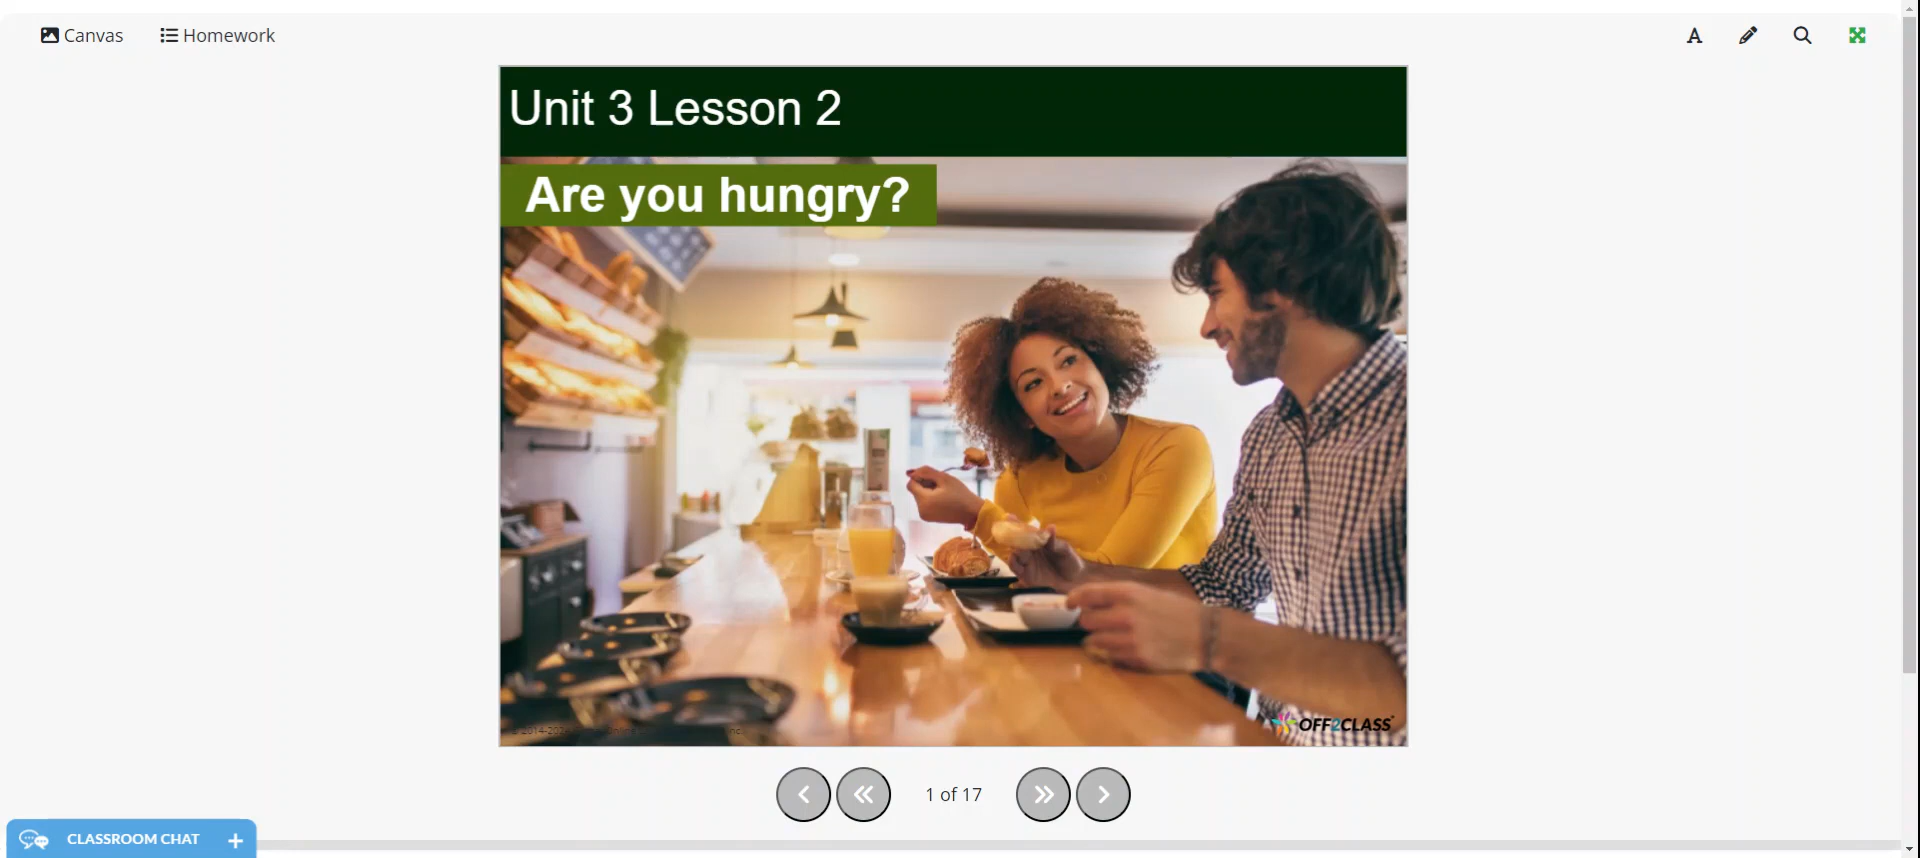 Canvas
Homework
A
Unit 3 Lesson 2
Are you hungry?
OFF2CLASS
1 of 17
CLASSROOM CHAT +